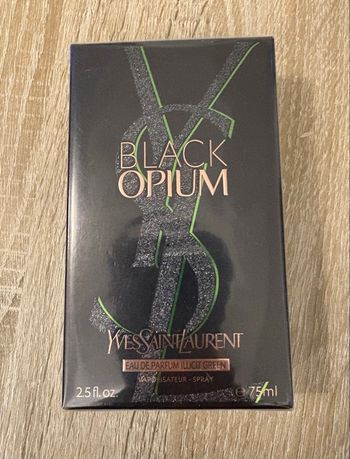 BLACK
OPIUM
YVESSAINTLAURENT
EAU DE PARFUM ILLICIT GREEN
VAPORISATEUR - SPRAY
2.5 fl. oz. ℮ 75ml